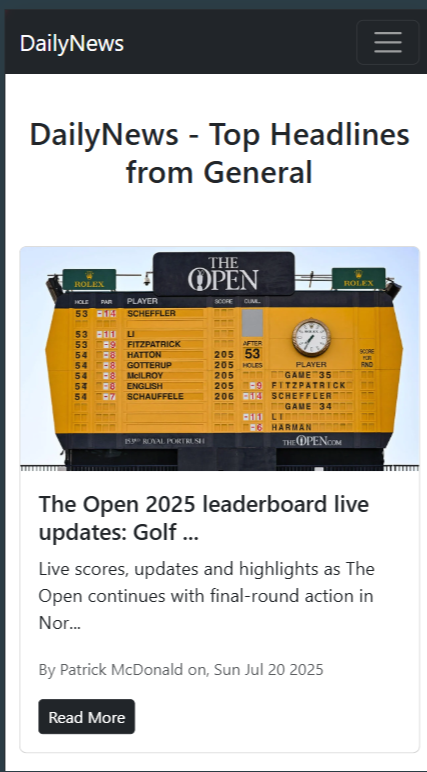 DailyNews
DailyNews - Top Headlines
from General
ROLEX
THE
OPEN
ROLEX
HOLE PAR PLAYER SCORE CUML.
53 -14 SCHEFFLER
53 -11 LI
53 -9 FITZPATRICK
54 -8 HATTON 205
54 -8 GOTTERUP 205
54 -8 McILROY 205
54 -8 ENGLISH 205
54 -7 SCHAUFFELE 206
AFTER
53
HOLES
PLAYER
SCORE
FOR
RND
GAME 35
-9 FITZPATRICK
-14 SCHEFFLER
GAME 34
-11 LI
-6 HARMAN
153RD ROYAL PORTRUSH
THE OPEN.COM
The Open 2025 leaderboard live
updates: Golf ...
Live scores, updates and highlights as The
Open continues with final-round action in
Nor...
By Patrick McDonald on, Sun Jul 20 2025
Read More